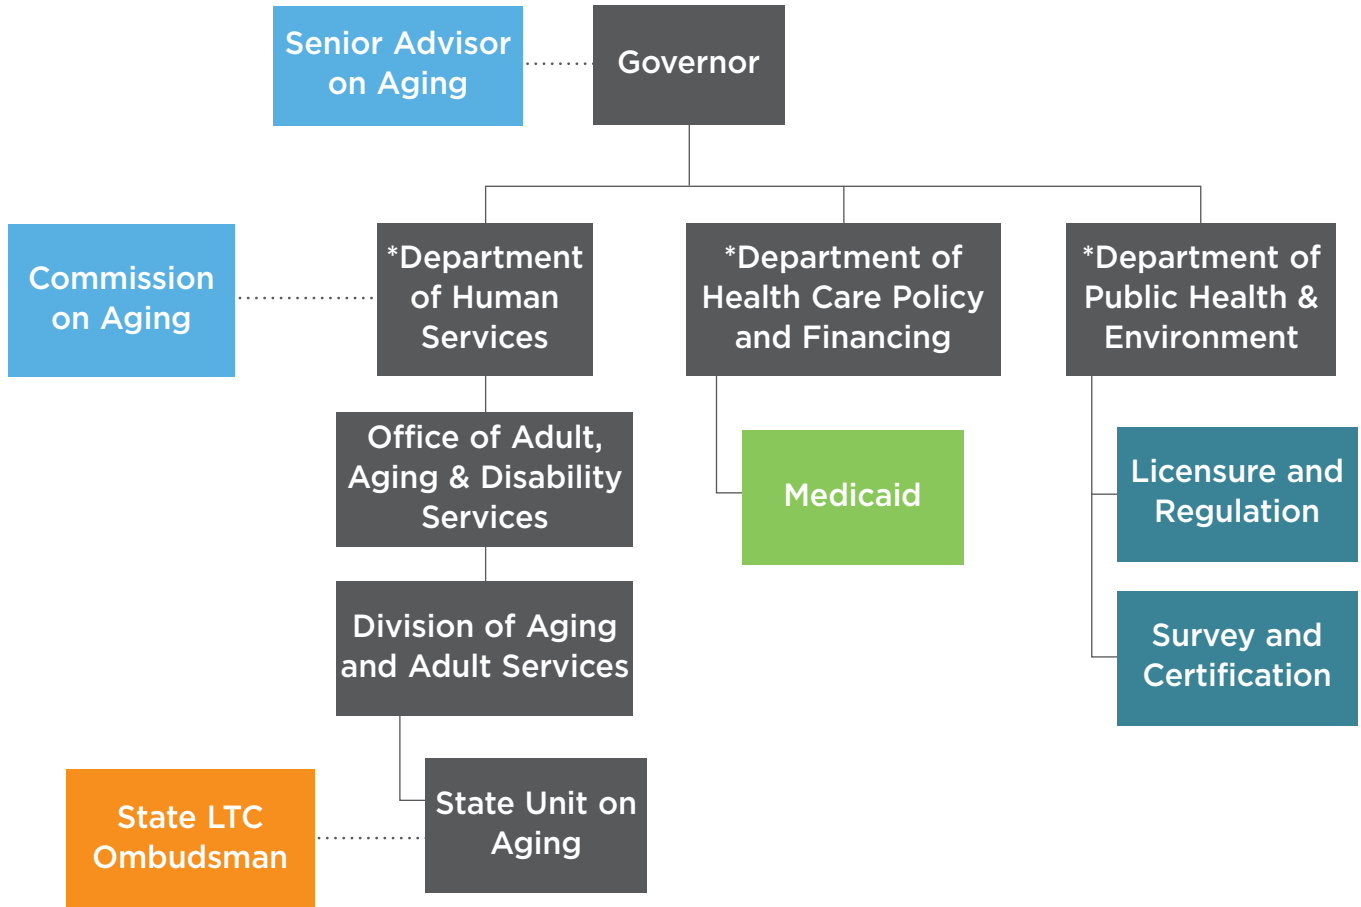 Senior Advisor
on Aging
Governor
Commission
on Aging
*Department
of Human
Services
*Department of
Health Care Policy
and Financing
*Department of
Public Health &
Environment
Office of Adult,
Aging & Disability
Services
Medicaid
Licensure and
Regulation
Division of Aging
and Adult Services
Survey and
Certification
State LTC
Ombudsman
State Unit on
Aging